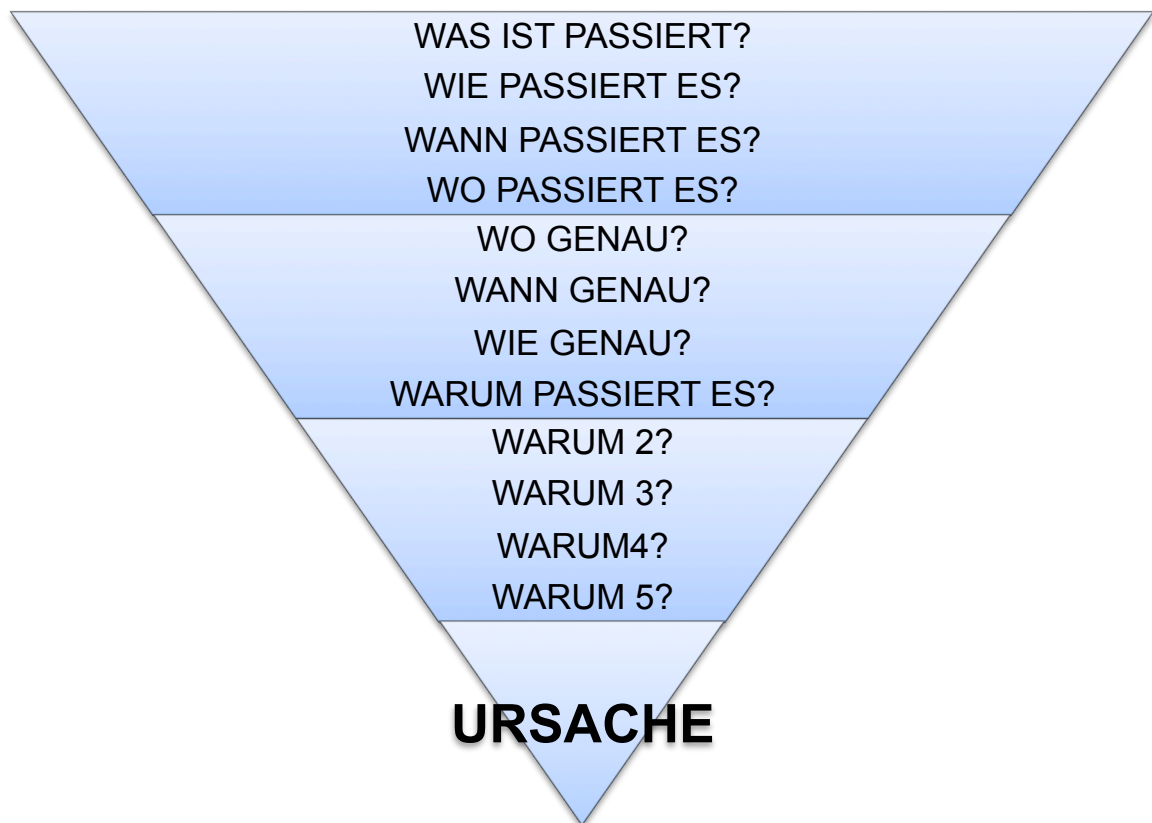 WAS IST PASSIERT?
WIE PASSIERT ES?
WANN PASSIERT ES?
WO PASSIERT ES?
WO GENAU?
WANN GENAU?
WIE GENAU?
WARUM PASSIERT ES?
WARUM 2?
WARUM 3?
WARUM4?
WARUM 5?
URSACHE